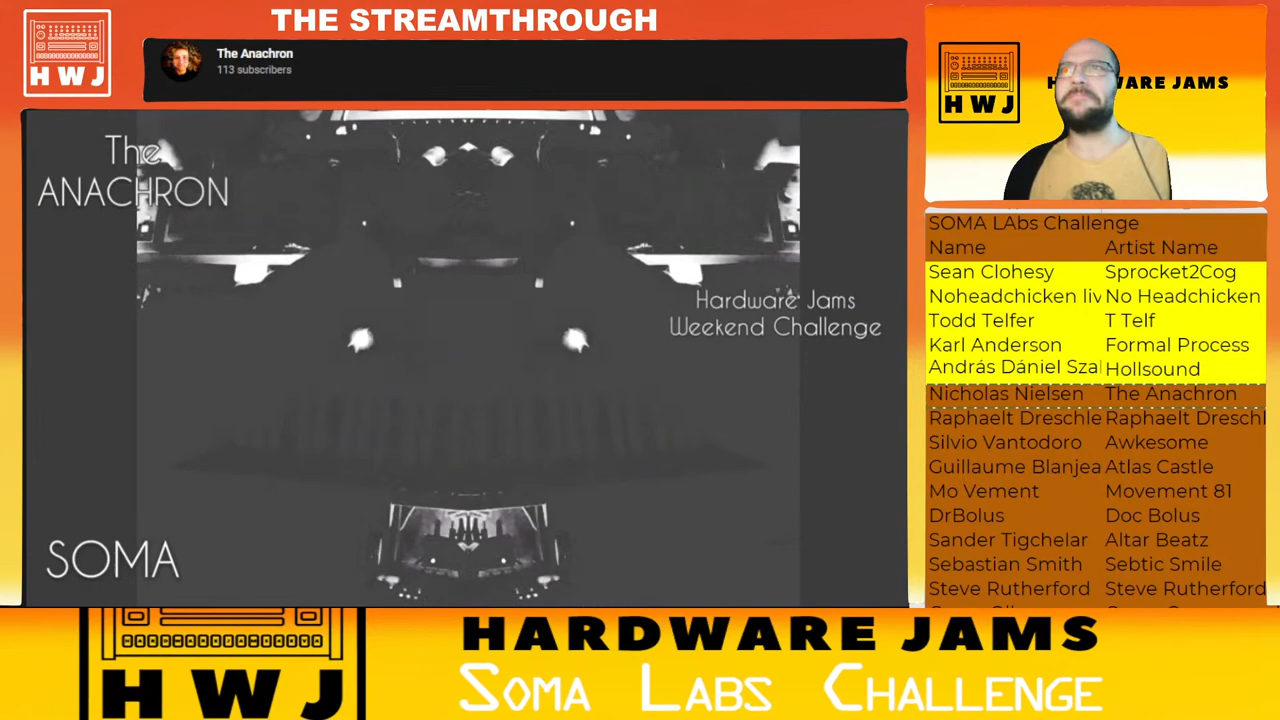 THE STREAMTHROUGH
HWJ
The Anachron
113 subscribers
HWJ
HARDWARE JAMS
The
ANACHRON
Hardware Jams
Weekend Challenge
SOMA
SOMA LAbs Challenge
Name Artist Name
Sean Clohesy Sprocket2Cog
Noheadchicken liv No Headchicken
Todd Telfer T Telf
Karl Anderson Formal Process
András Dániel Sza Hollsound
Nicholas Nielsen The Anachron
Raphaelt Dreschle Raphaelt Dreschl
Silvio Vantodoro Awkesome
Guillaume Blanjea Atlas Castle
Mo Vement Movement 81
DrBolus Doc Bolus
Sander Tigchelar Altar Beatz
Sebastian Smith Sebtic Smile
Steve Rutherford Steve Rutherford
HWJ
HARDWARE JAMS
SOMA LABS CHALLENGE